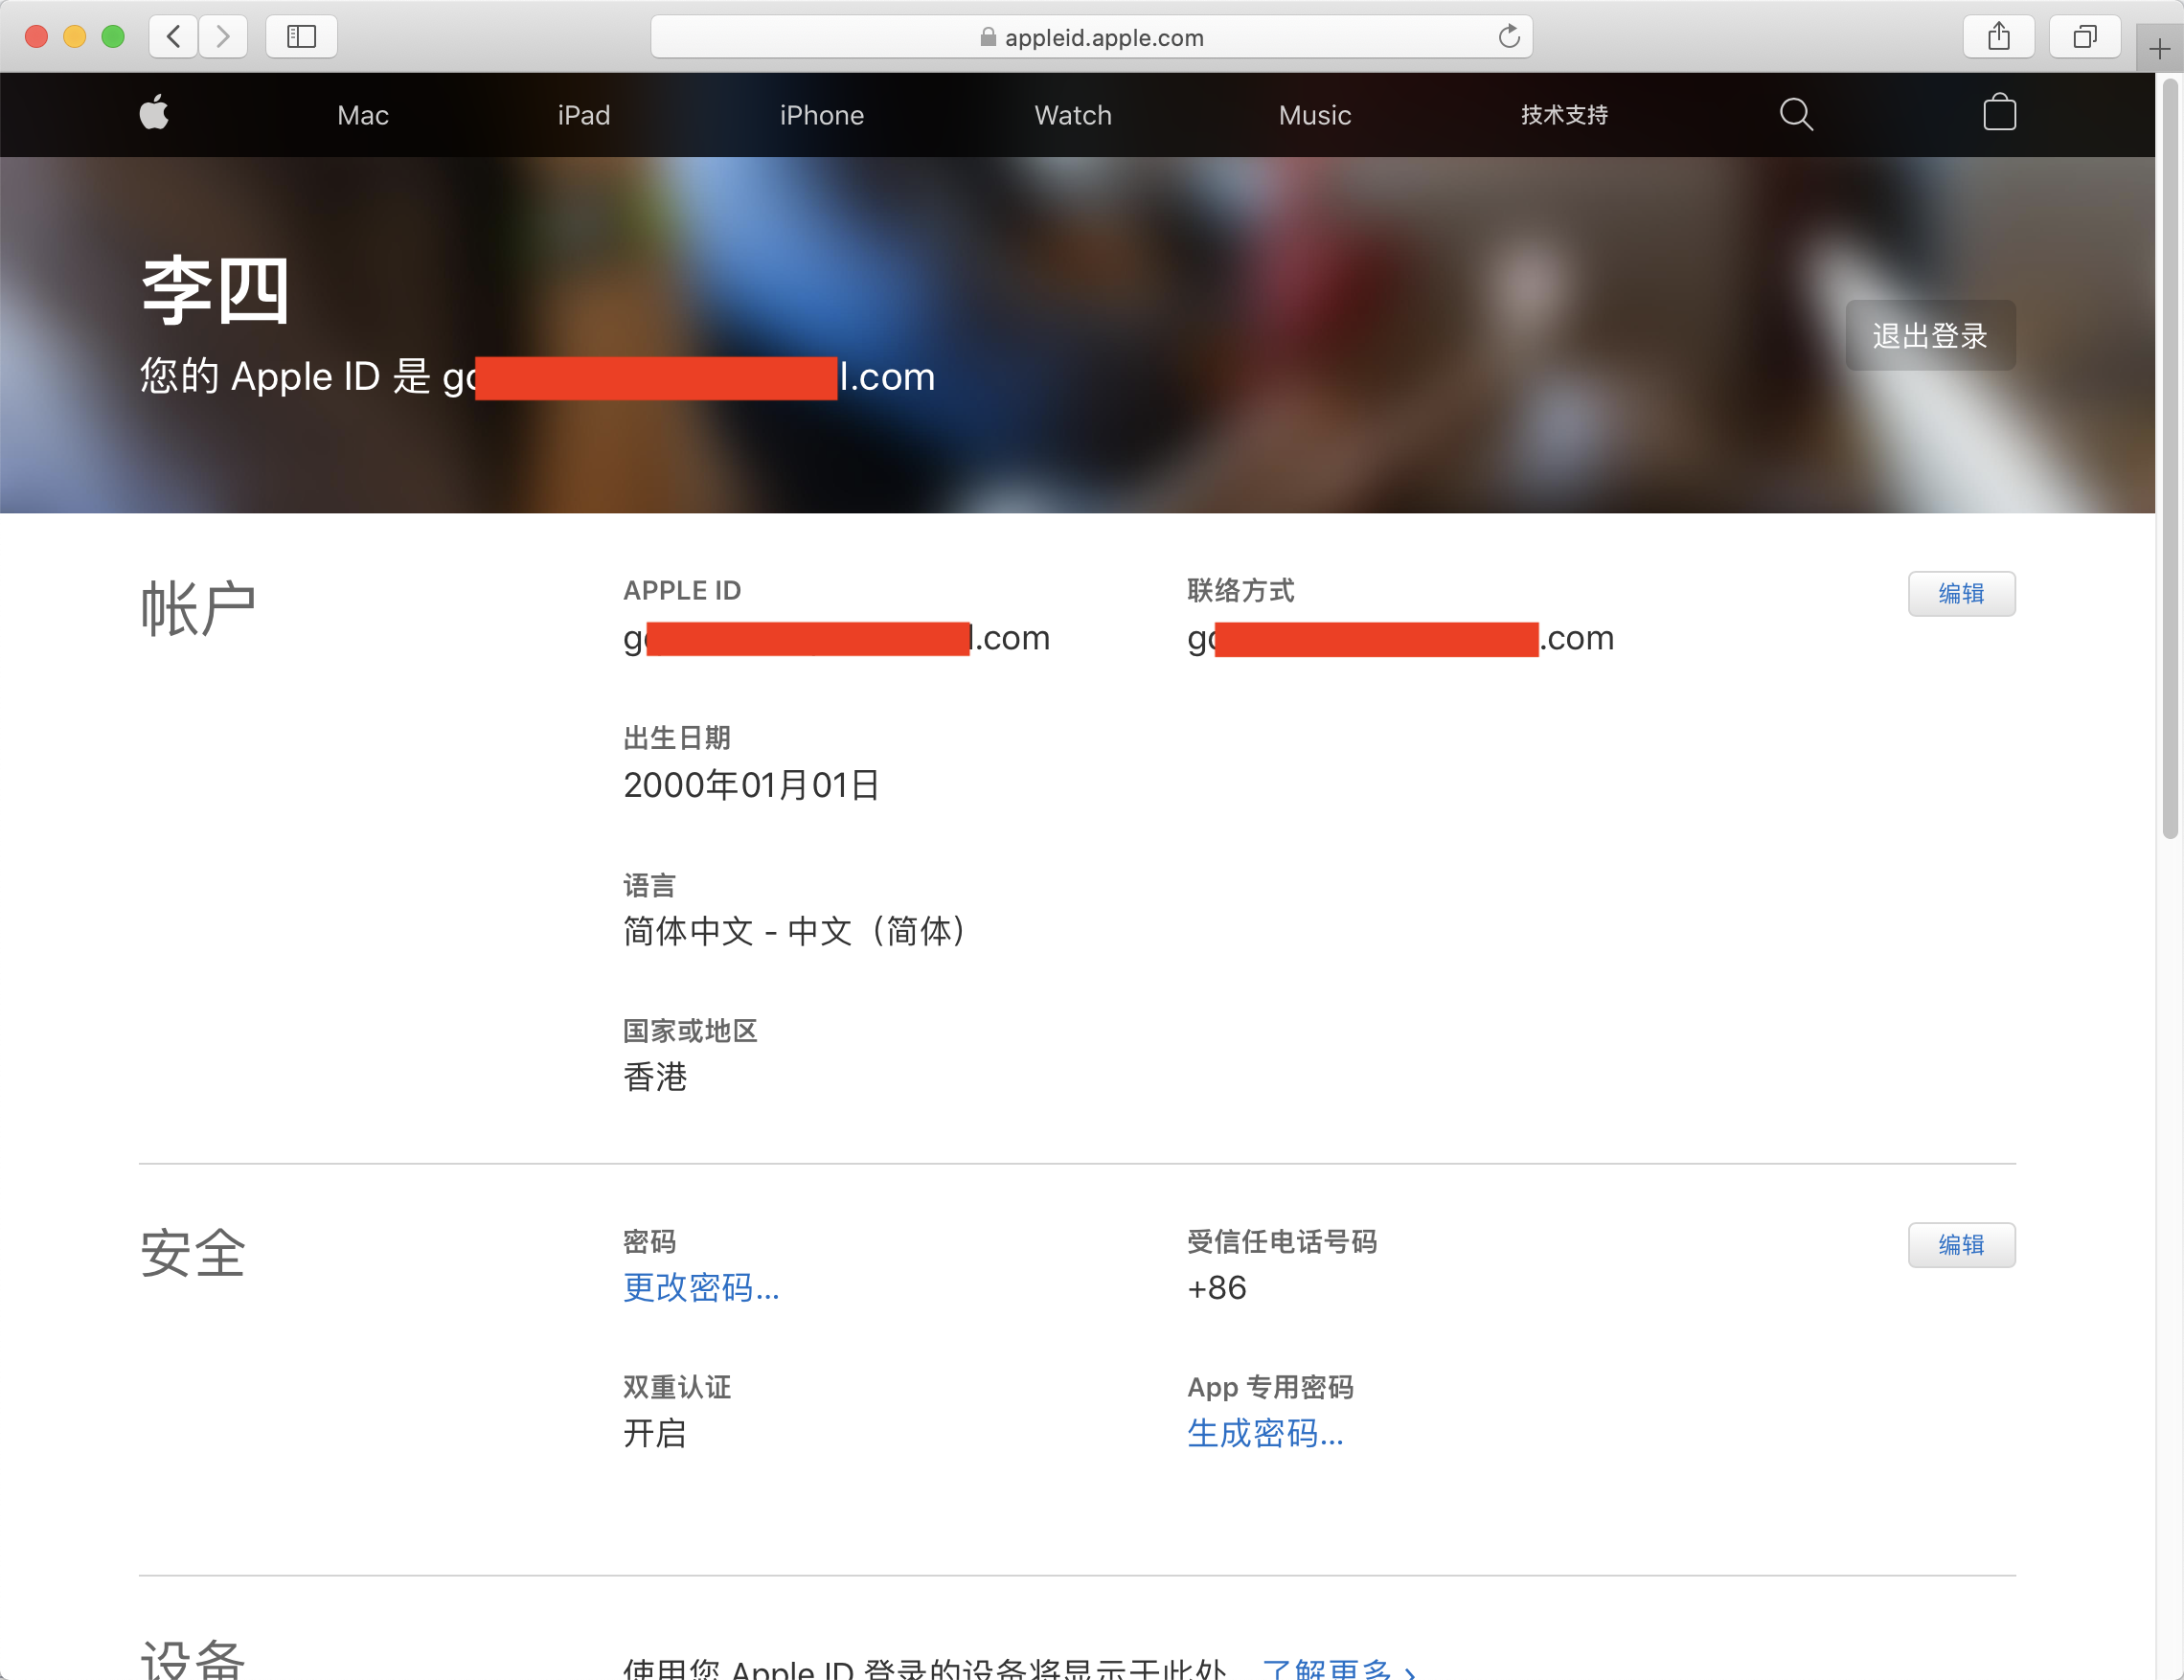 appleid.apple.com
Mac iPad iPhone Watch Music 技术支持
李四
退出登录
您的 Apple ID 是 l.com
帐户
APPLE ID 联络方式 编辑
.com .com
出生日期
2000年01月01日
语言
简体中文 - 中文（简体）
国家或地区
香港
安全
密码 受信任电话号码 编辑
更改密码... +86
双重认证 App 专用密码
开启 生成密码...
设备
使用您 Apple ID 登录的设备将显示于此处。 了解更多 ›